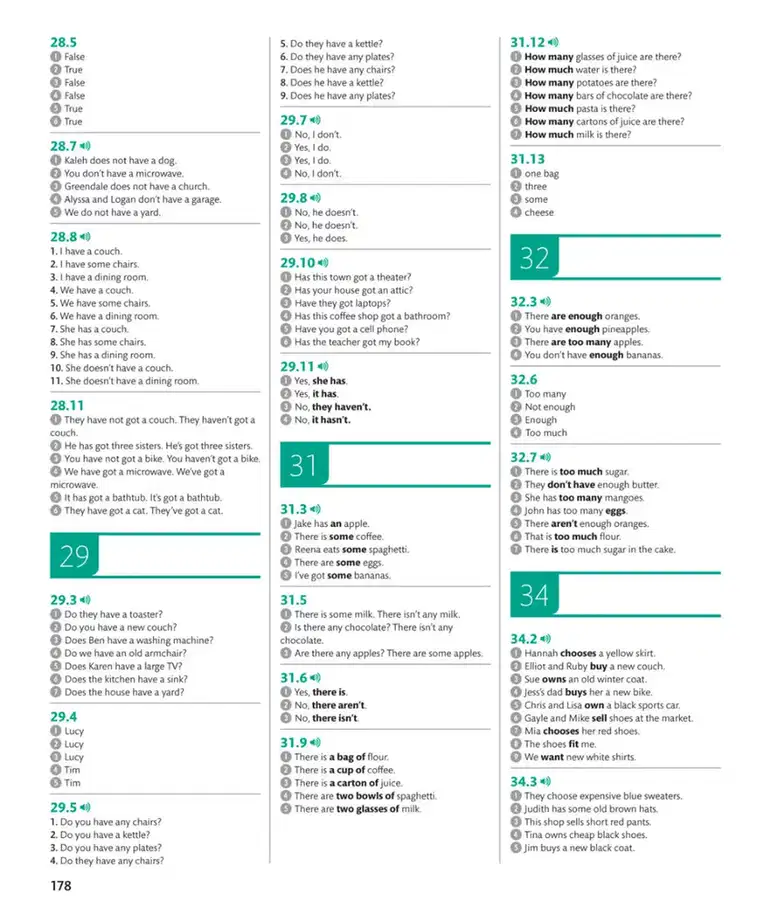 28.5
1 False
2 True
3 False
4 False
5 True
6 True
28.7
1 Kaleh does not have a dog.
2 You don't have a microwave.
3 Greendale does not have a church.
4 Alyssa and Logan don't have a garage.
5 We do not have a yard.
28.8
1. I have a couch.
2. I have some chairs.
3. I have a dining room.
4. We have a couch.
5. We have some chairs.
6. We have a dining room.
7. She has a couch.
8. She has some chairs.
9. She has a dining room.
10. She doesn't have a couch.
11. She doesn't have a dining room.
28.11
1 They have not got a couch. They haven't got a
couch.
2 He has got three sisters. He's got three sisters.
3 You have not got a bike. You haven't got a bike.
4 We have got a microwave. We've got a
microwave.
5 It has got a bathtub. It's got a bathtub.
6 They have got a cat. They've got a cat.
29
29.3
1 Do they have a toaster?
2 Do you have a new couch?
3 Does Ben have a washing machine?
4 Do we have an old armchair?
5 Does Karen have a large TV?
6 Does the kitchen have a sink?
7 Does the house have a yard?
29.4
1 Lucy
2 Lucy
3 Lucy
4 Tim
5 Tim
29.5
1. Do you have any chairs?
2. Do you have a kettle?
3. Do you have any plates?
4. Do they have any chairs?
5. Do they have a kettle?
6. Do they have any plates?
7. Does he have any chairs?
8. Does he have a kettle?
9. Does he have any plates?
29.7
1 No, I don't.
2 Yes, I do.
3 Yes, I do.
4 No, I don't.
29.8
1 No, he doesn't.
2 No, he doesn't.
3 Yes, he does.
29.10
1 Has this town got a theater?
2 Has your house got an attic?
3 Have they got laptops?
4 Has this coffee shop got a bathroom?
5 Have you got a cell phone?
6 Has the teacher got my book?
29.11
1 Yes, she has.
2 Yes, it has.
3 No, they haven't.
4 No, it hasn't.
31
31.3
1 Jake has an apple.
2 There is some coffee.
3 Reena eats some spaghetti.
4 There are some eggs.
5 I've got some bananas.
31.5
1 There is some milk. There isn't any milk.
2 Is there any chocolate? There isn't any
chocolate.
3 Are there any apples? There are some apples.
31.6
1 Yes, there is.
2 No, there aren't.
3 No, there isn't.
31.9
1 There is a bag of flour.
2 There is a cup of coffee.
3 There is a carton of juice.
4 There are two bowls of spaghetti.
5 There are two glasses of milk.
31.12
1 How many glasses of juice are there?
2 How much water is there?
3 How many potatoes are there?
4 How many bars of chocolate are there?
5 How much pasta is there?
6 How many cartons of juice are there?
7 How much milk is there?
31.13
1 one bag
2 three
3 some
4 cheese
32
32.3
1 There are enough oranges.
2 You have enough pineapples.
3 There are too many apples.
4 You don't have enough bananas.
32.6
1 Too many
2 Not enough
3 Enough
4 Too much
32.7
1 There is too much sugar.
2 They don't have enough butter.
3 She has too many mangoes.
4 John has too many eggs.
5 There aren't enough oranges.
6 That is too much flour.
7 There is too much sugar in the cake.
34
34.2
1 Hannah chooses a yellow skirt.
2 Elliot and Ruby buy a new couch.
3 Sue owns an old winter coat.
4 Jess's dad buys her a new bike.
5 Chris and Lisa own a black sports car.
6 Gayle and Mike sell shoes at the market.
7 Mia chooses her red shoes.
8 The shoes fit me.
9 We want new white shirts.
34.3
1 They choose expensive blue sweaters.
2 Judith has some old brown hats.
3 This shop sells short red pants.
4 Tina owns cheap black shoes.
5 Jim buys a new black coat.
178